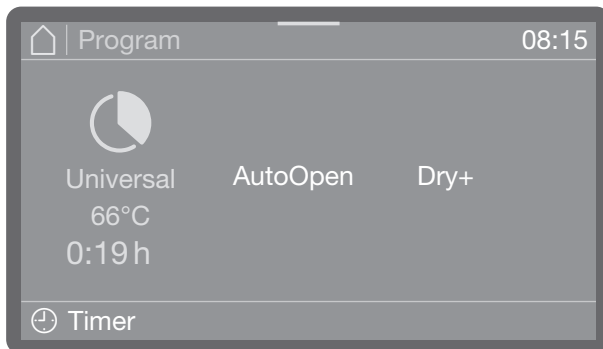 Program 08:15
Universal AutoOpen Dry+
66°C
0:19 h
Timer